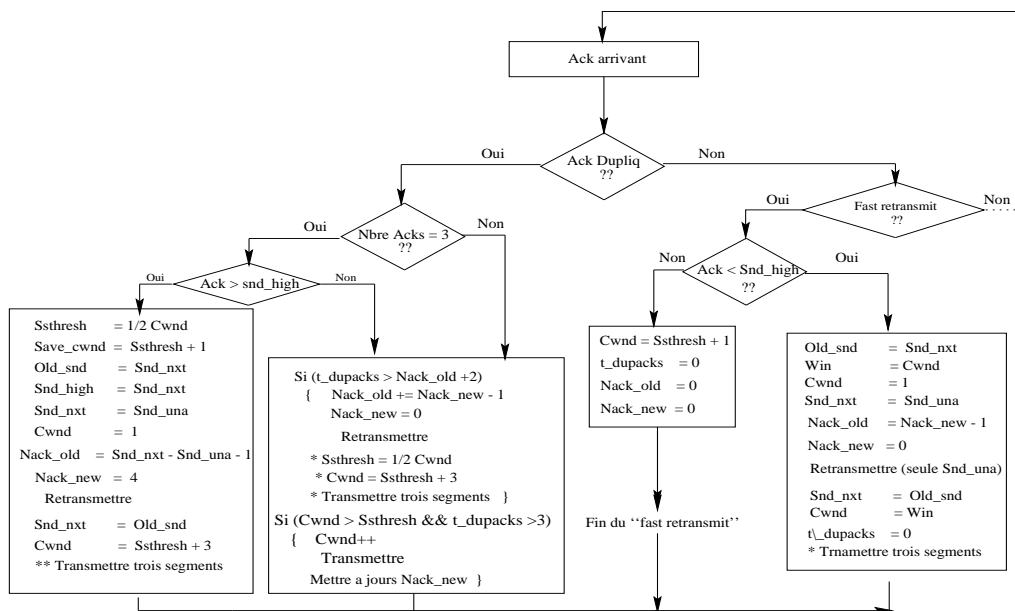 Ack arrivant
Ack Dupliq
??
Oui
Non
Nbre Acks = 3
??
Oui
Non
Fast retransmit
??
Oui
Non
Ack > snd_high
Oui
Non
Ack < Snd_high
??
Non
Oui
Ssthresh = 1/2 Cwnd
Save_cwnd = Ssthresh + 1
Old_snd = Snd_nxt
Snd_high = Snd_nxt
Snd_nxt = Snd_una
Cwnd = 1
Nack_old = Snd_nxt - Snd_una - 1
Nack_new = 4
Retransmettre
Snd_nxt = Old_snd
Cwnd = Ssthresh + 3
** Transmettre trois segments
Si (t_dupacks > Nack_old +2)
{ Nack_old += Nack_new - 1
Nack_new = 0
Retransmettre
* Ssthresh = 1/2 Cwnd
* Cwnd = Ssthresh + 3
* Transmettre trois segments }
Si (Cwnd > Ssthresh && t_dupacks >3)
{ Cwnd++
Transmettre
Mettre a jours Nack_new }
Cwnd = Ssthresh + 1
t_dupacks = 0
Nack_old = 0
Nack_new = 0
Fin du ‘‘fast retransmit’’
Old_snd = Snd_nxt
Win = Cwnd
Cwnd = 1
Snd_nxt = Snd_una
Nack_old = Nack_new - 1
Nack_new = 0
Retransmettre (seule Snd_una)
Snd_nxt = Old_snd
Cwnd = Win
t\_dupacks = 0
* Trnamettre trois segments